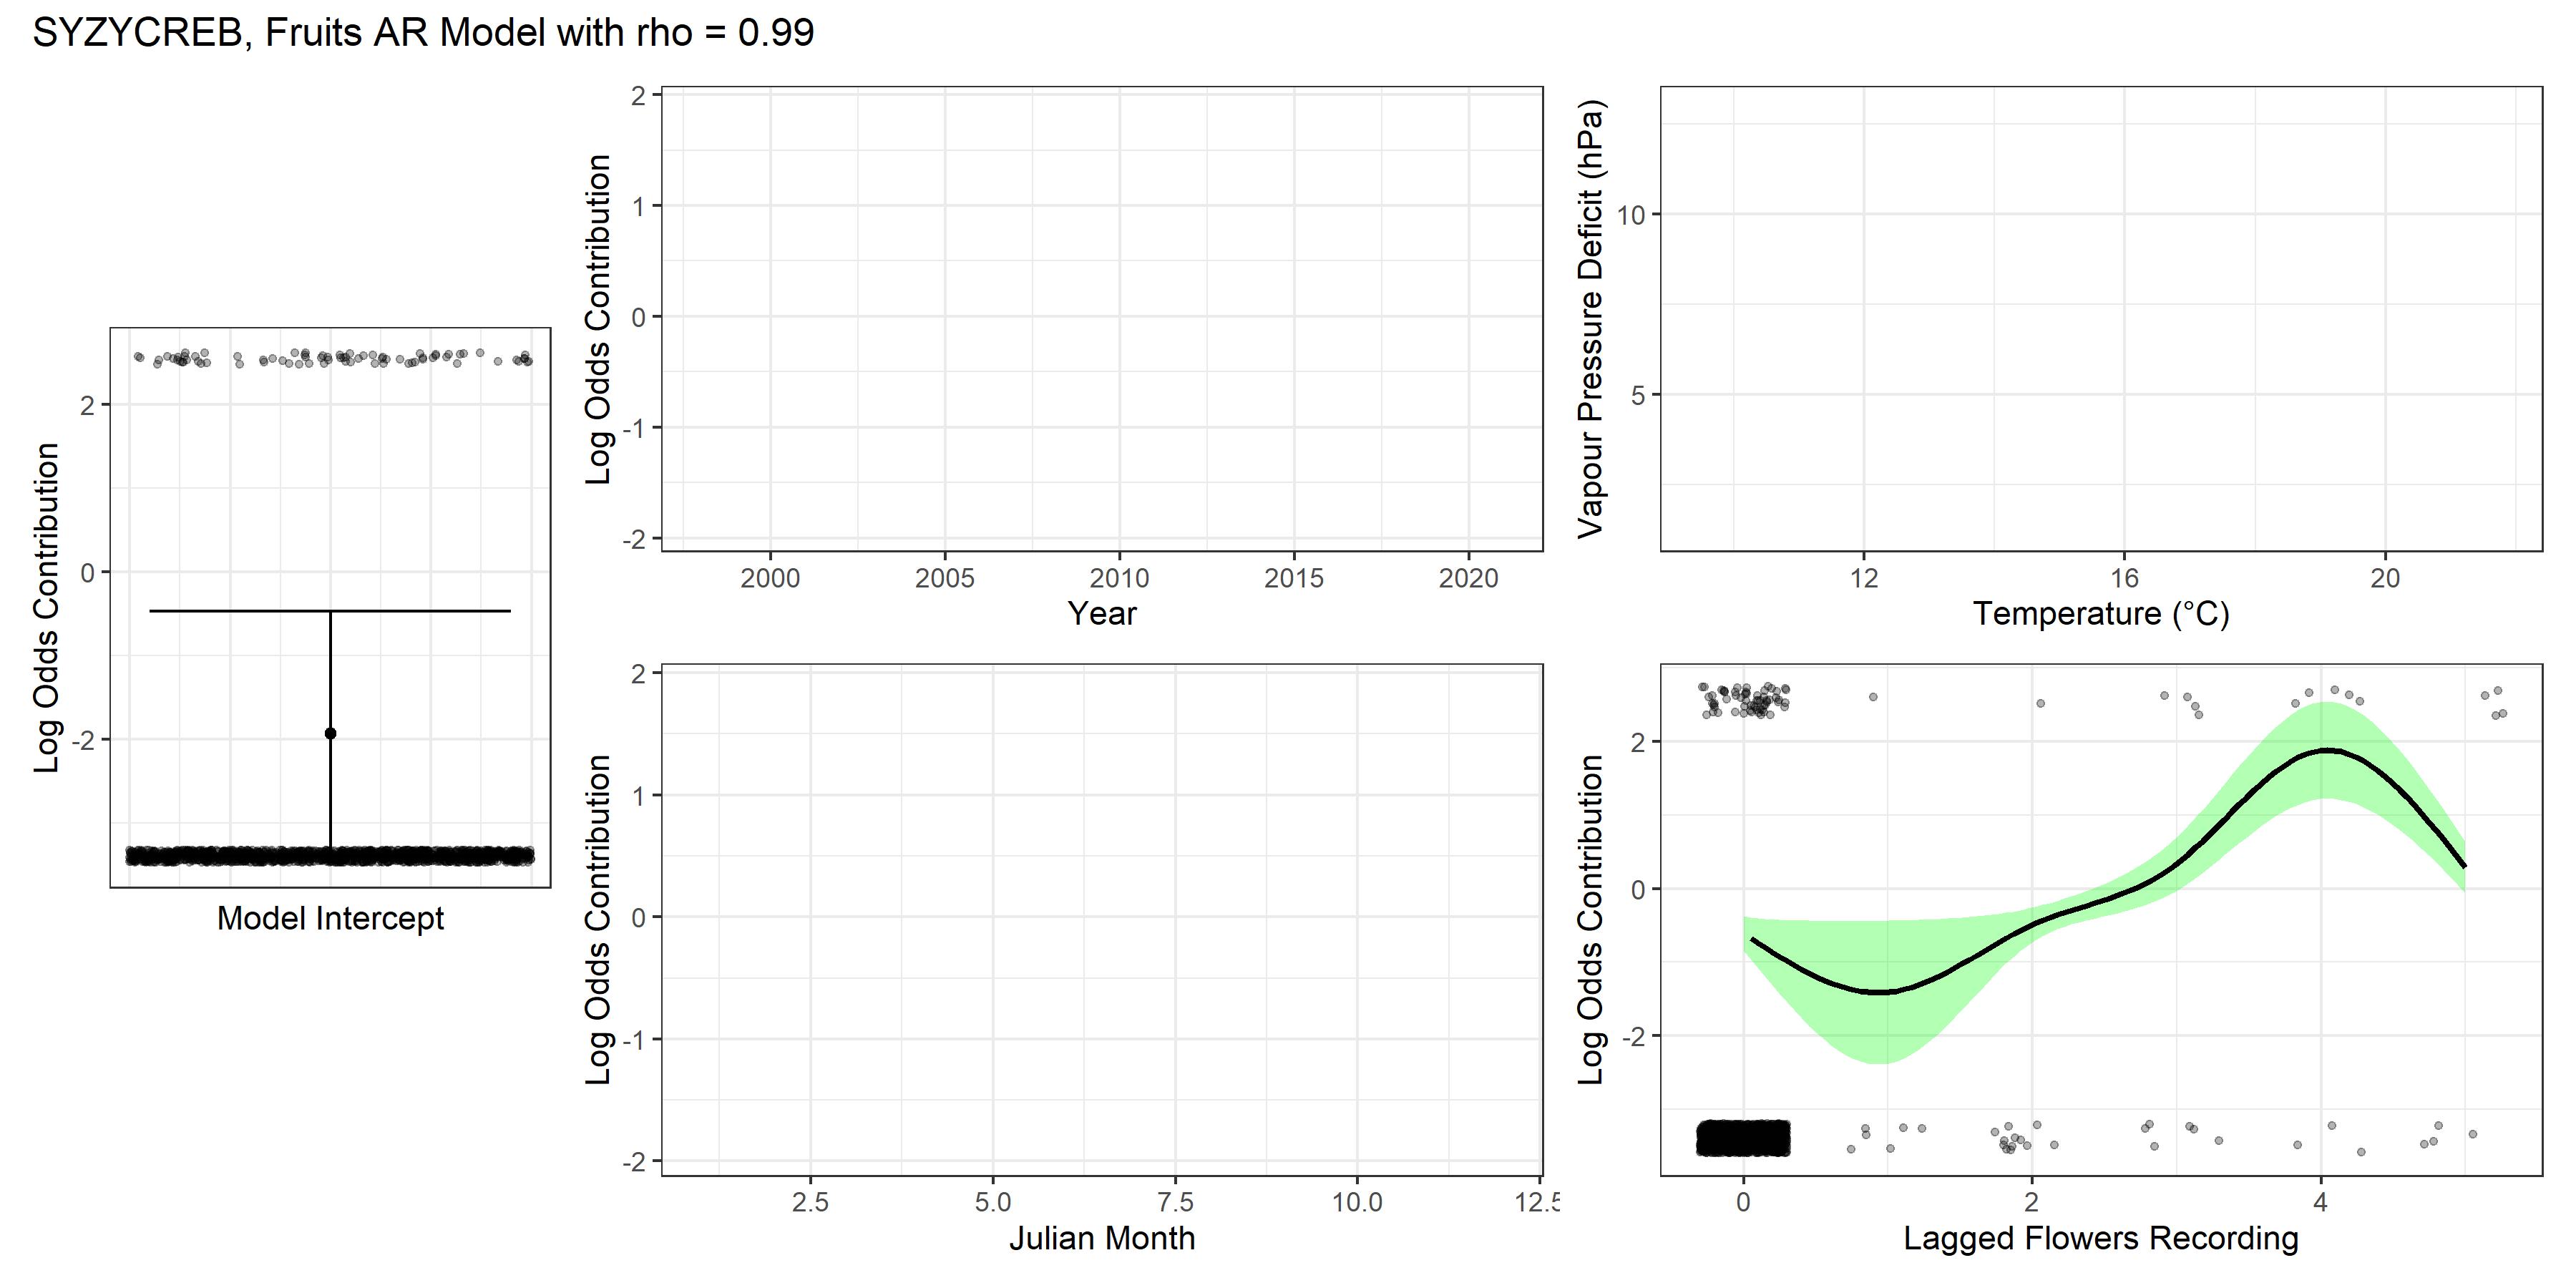 SYZYCREB, Fruits AR Model with rho = 0.99
Log Odds Contribution
2
0
-2
Model Intercept
Log Odds Contribution
2
1
0
-1
-2
2000 2005 2010 2015 2020
Year
Vapour Pressure Deficit (hPa)
10
5
12 16 20
Temperature (°C)
Log Odds Contribution
2
1
0
-1
-2
2.5 5.0 7.5 10.0 12.5
Julian Month
Log Odds Contribution
2
0
-2
0 2 4
Lagged Flowers Recording